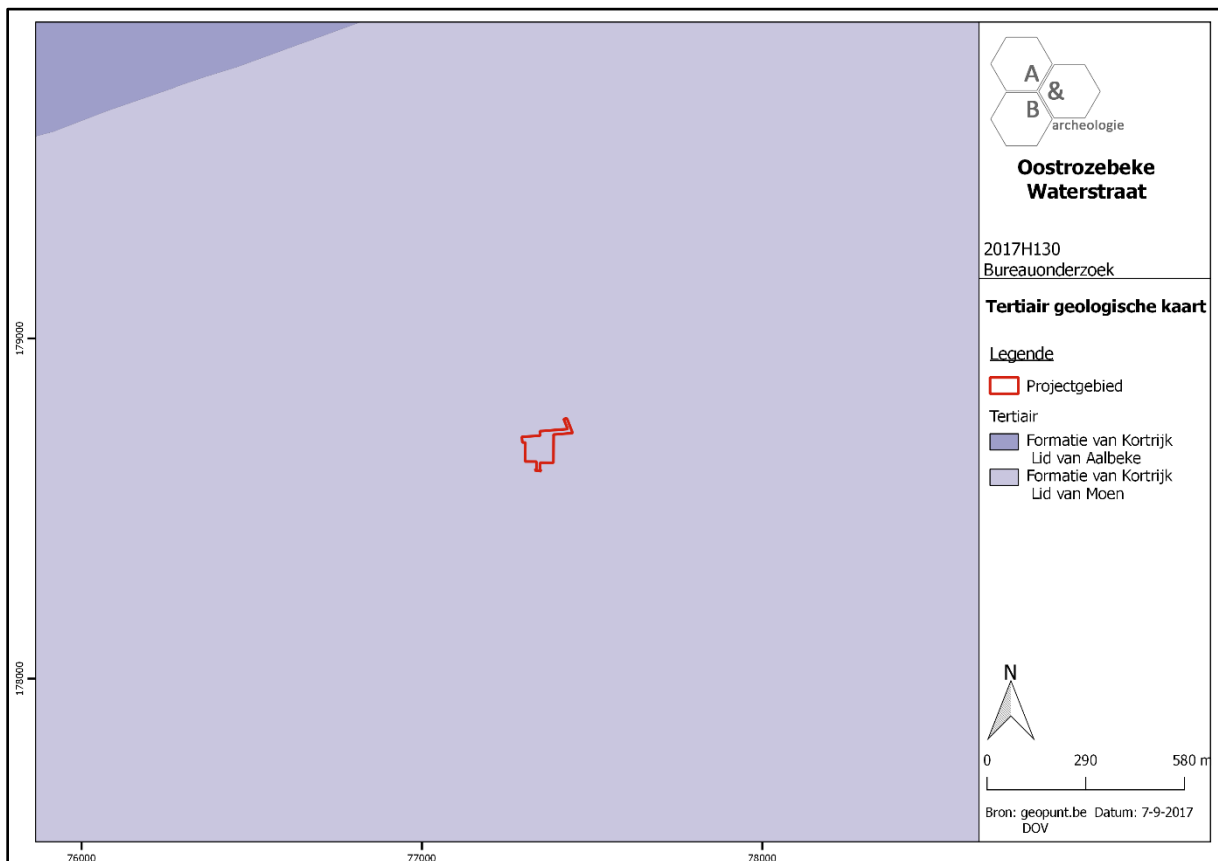 A
&
B
archeologie
Oostrozebeke
Waterstraat
2017H130
Bureauonderzoek
Tertiair geologische kaart
Legende
Projectgebied
Tertiair
Formatie van Kortrijk
Lid van Aalbeke
Formatie van Kortrijk
Lid van Moen
N
0 290 580 m
Bron: geopunt.be Datum: 7-9-2017
DOV
179000
178000
76000 77000 78000